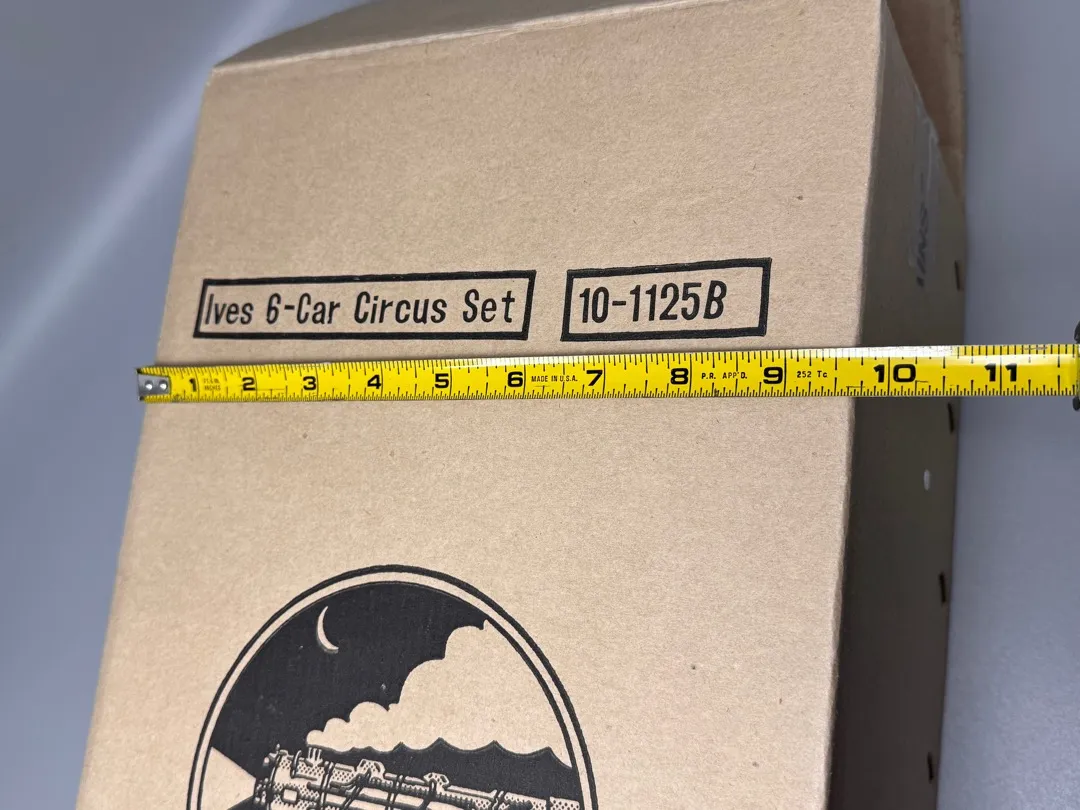 Ives 6-Car Circus Set
10-1125B
1 2 3 4 5 6 MADE IN U.S.A. 7 8 P.R. APP'D. 9 252 Tc 10 11